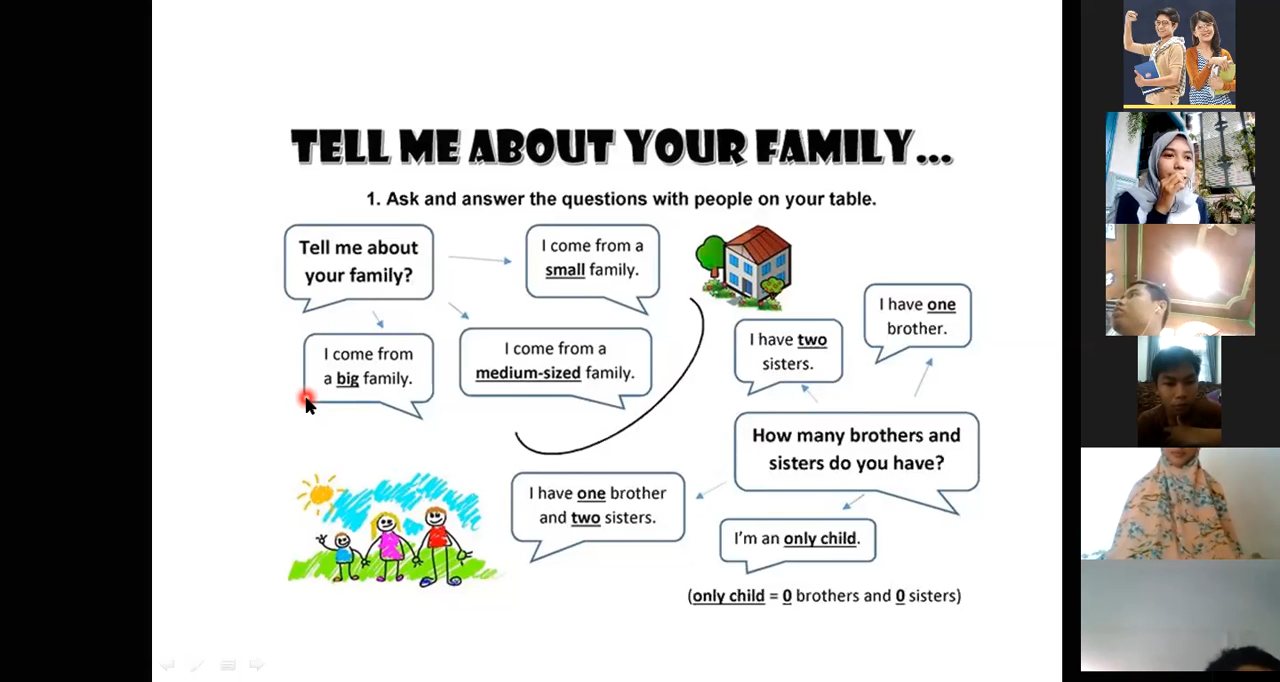 TELL ME ABOUT YOUR FAMILY...
1. Ask and answer the questions with people on your table.
Tell me about
your family?
I come from a
small family.
I come from
a big family.
I come from a
medium-sized family.
I have two
sisters.
I have one
brother.
How many brothers and
sisters do you have?
I have one brother
and two sisters.
I'm an only child.
(only child = 0 brothers and 0 sisters)